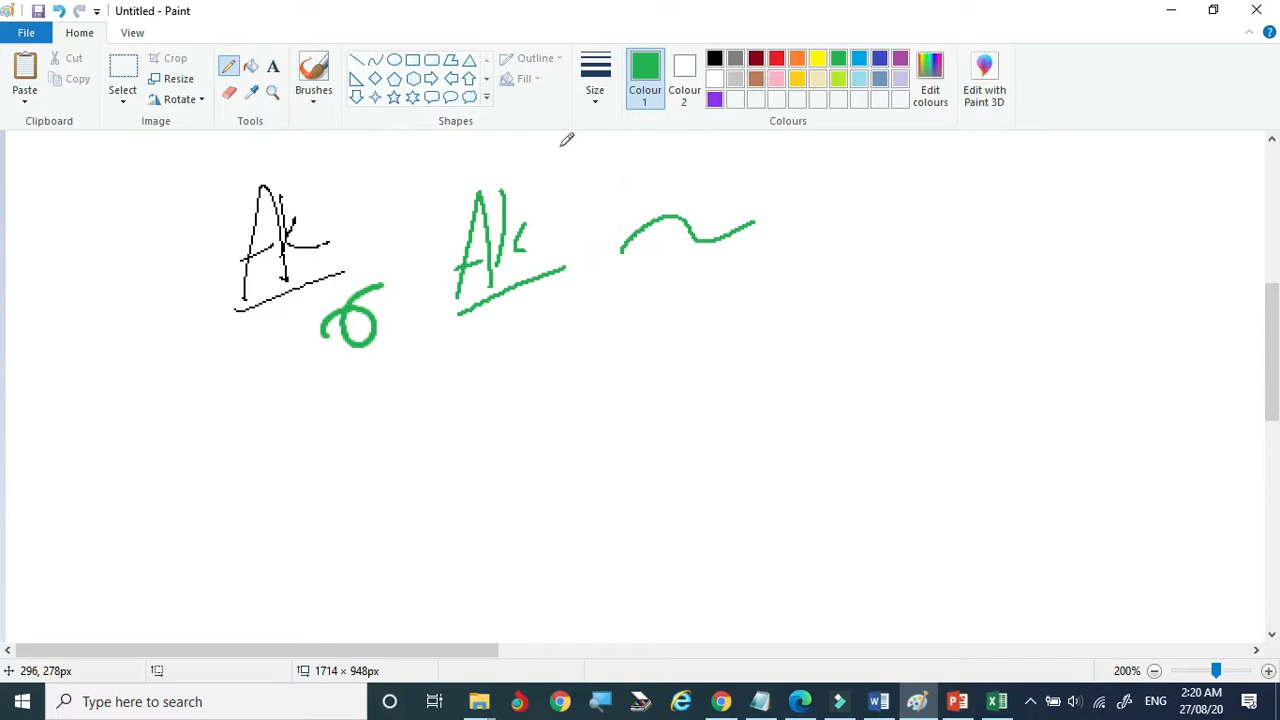 Untitled - Paint
File Home View
Paste Cut Copy Clipboard
Select Crop Resize Rotate Image
Tools
Brushes
Outline Fill Shapes
Size
Colour 1 Colour 2 Edit colours Colours
Edit with Paint 3D
AK AK
296, 278px 1714 × 948px 200%
Type here to search
ENG 2:20 AM 27/08/20